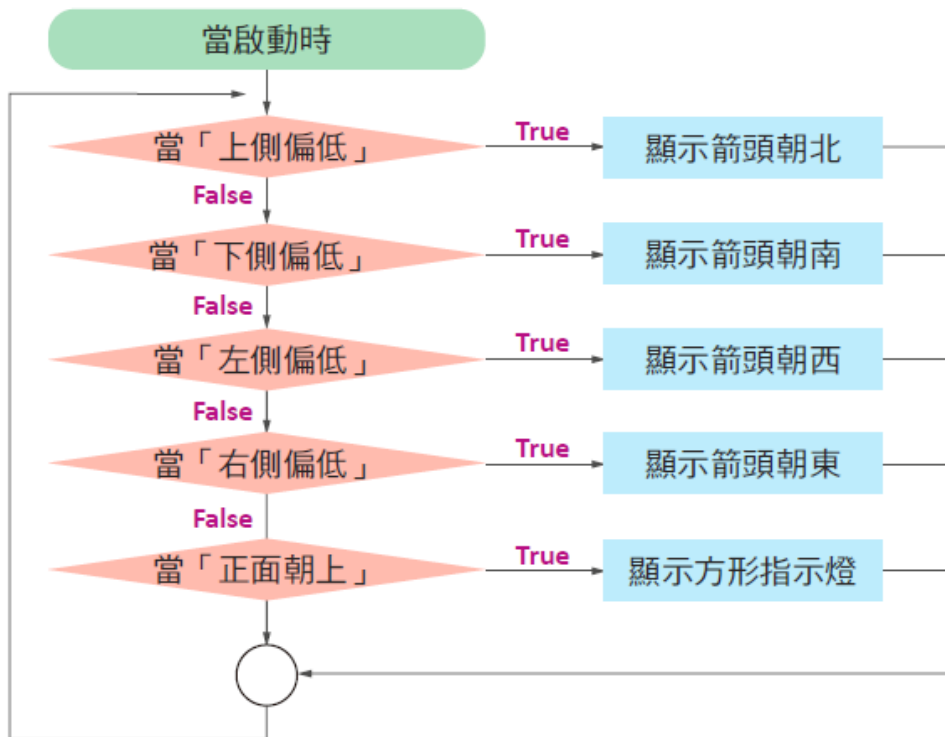 當啟動時
當「上側偏低」
True
顯示箭頭朝北
False
當「下側偏低」
True
顯示箭頭朝南
False
當「左側偏低」
True
顯示箭頭朝西
False
當「右側偏低」
True
顯示箭頭朝東
False
當「正面朝上」
True
顯示方形指示燈